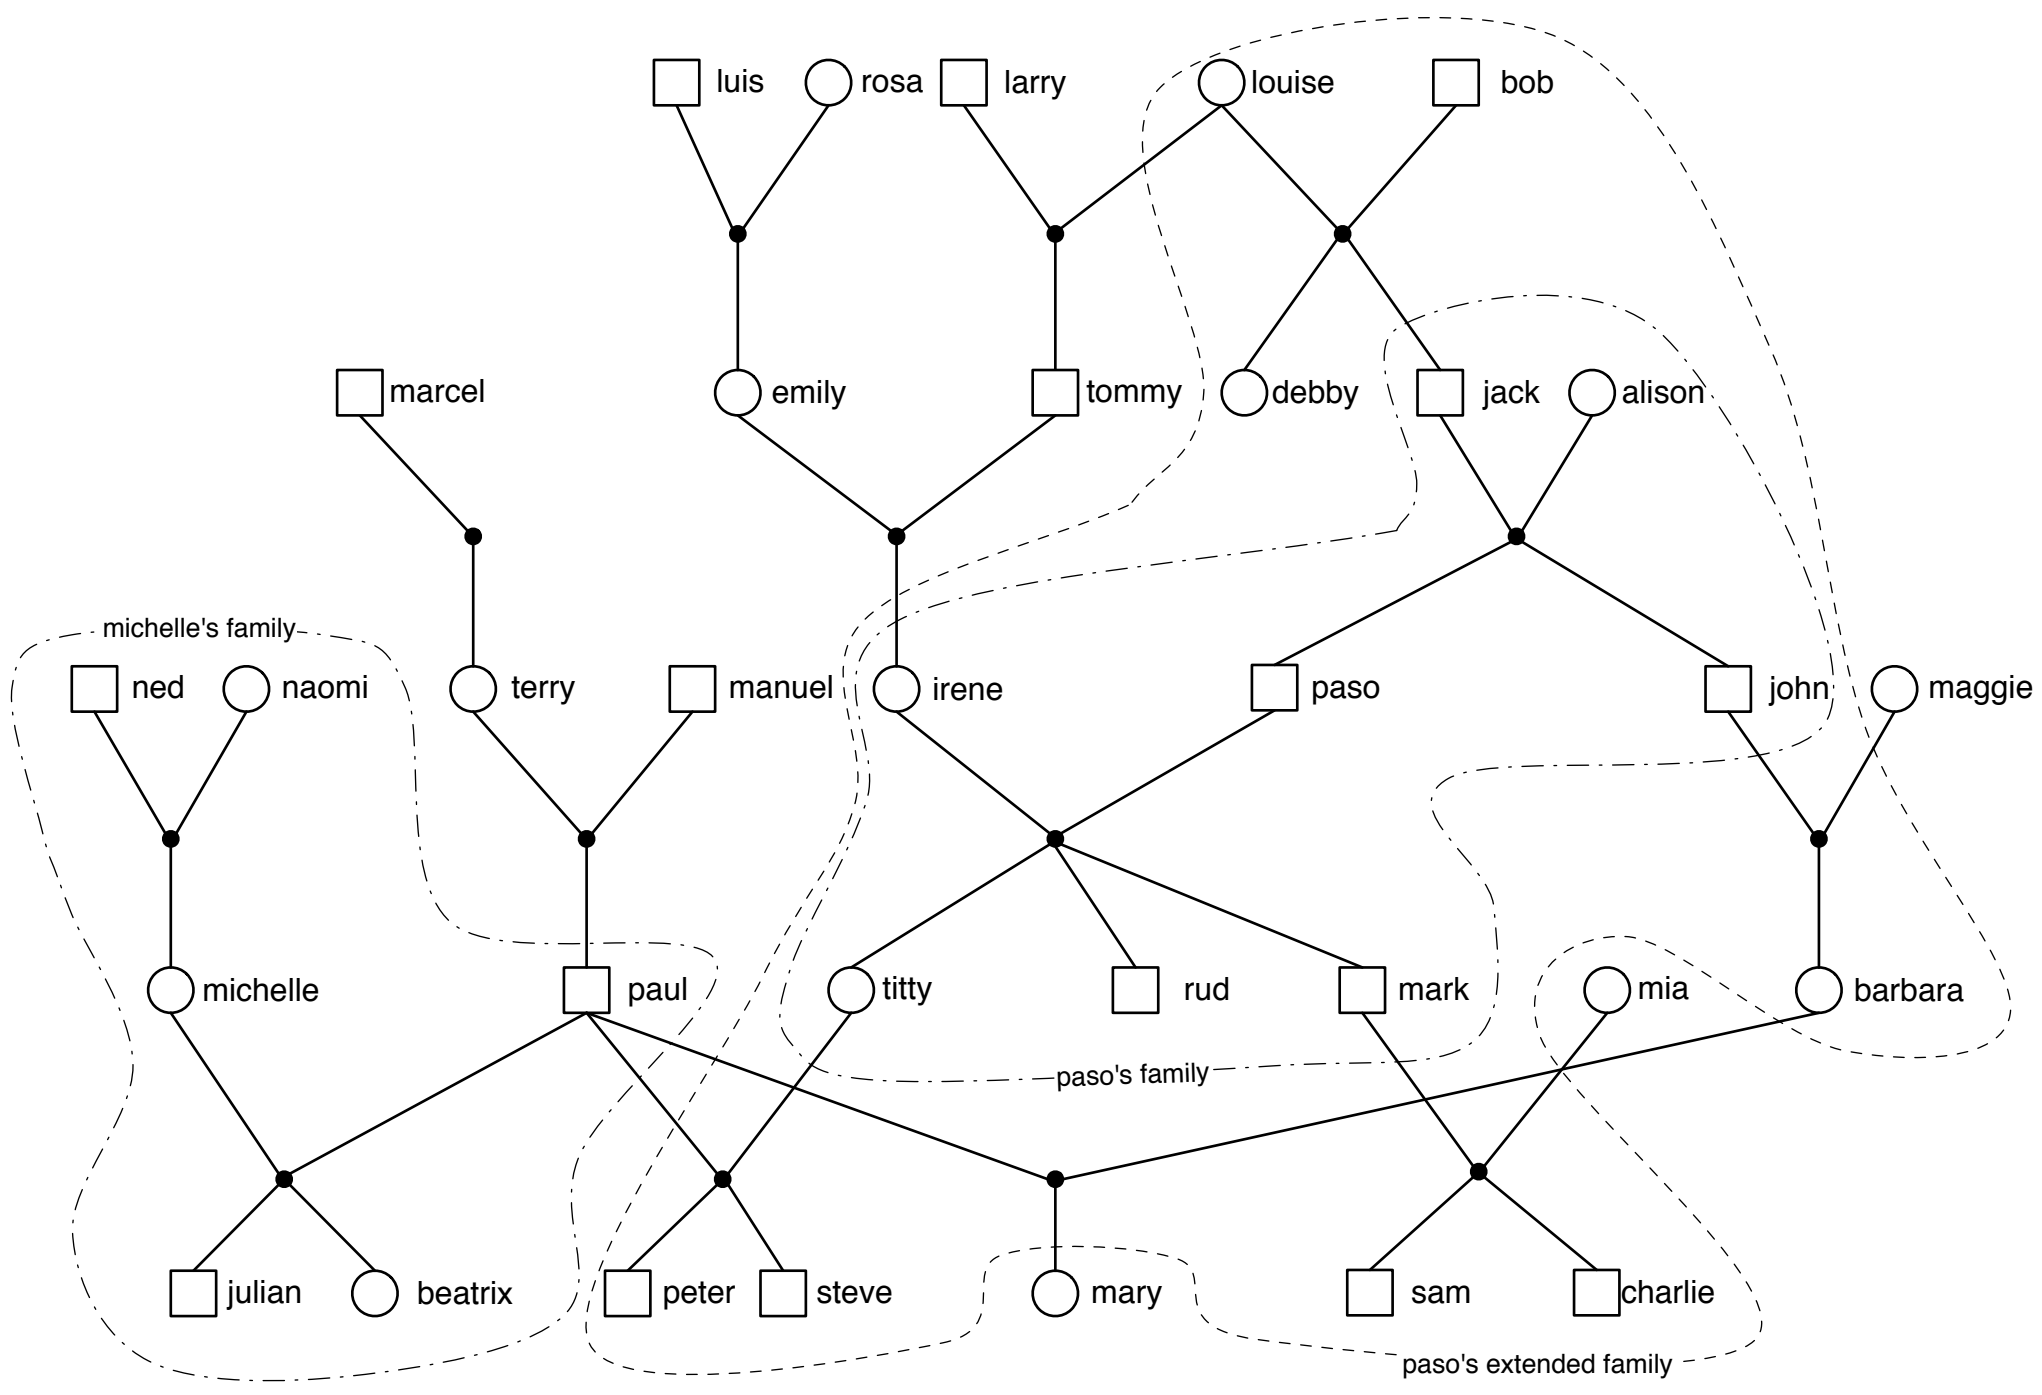 luis
rosa
larry
louise
bob
marcel
emily
tommy
debby
jack
alison
michelle's family
ned
naomi
terry
manuel
irene
paso
john
maggie
michelle
paul
titty
rud
mark
mia
barbara
paso's family
julian
beatrix
peter
steve
mary
sam
charlie
paso's extended family